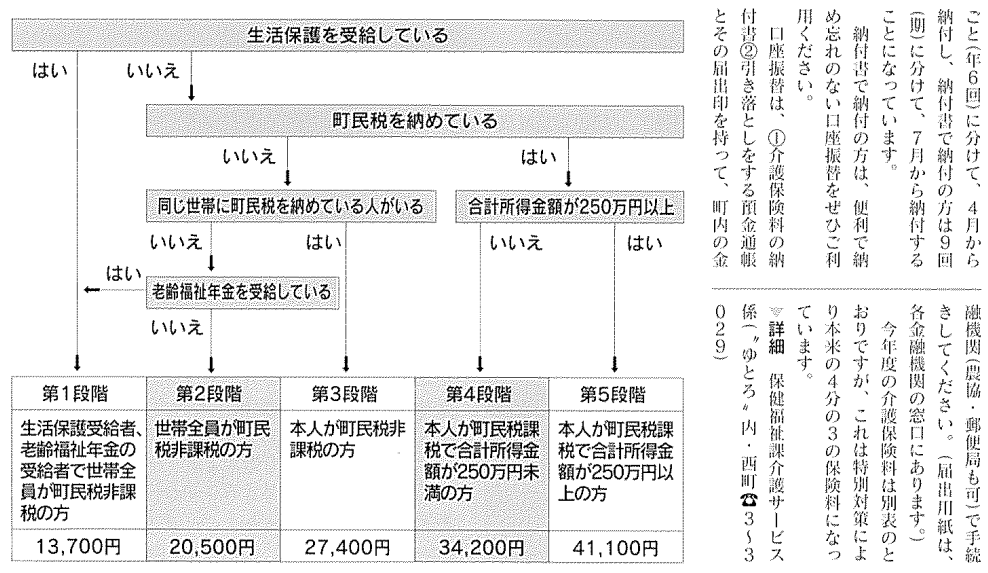 ごと(年6回)に分けて、4月から
納付し、納付書で納付の方は9回
(期)に分けて、7月から納付する
ことになっています。
納付書で納付の方は、便利で納
め忘れのない口座振替をぜひご利
用ください。
口座振替は、①介護保険料の納
付書②引き落としをする預金通帳
とその届出印を持って、町内の金
融機関(農協・郵便局も可)で手続
きしてください。(届出用紙は、
各金融機関の窓口にあります。)
今年度の介護保険料は別表のと
おりですが、これは特別対策によ
り本来の4分の3の保険料になっ
ています。
▽詳細 保健福祉課介護サービス
係(〝ゆとろ〟内・西町☎3〜3
029)
生活保護を受給している
はい
いいえ
町民税を納めている
いいえ
はい
同じ世帯に町民税を納めている人がいる
合計所得金額が250万円以上
いいえ
はい
いいえ
はい
はい
老齢福祉年金を受給している
いいえ
第1段階
第2段階
第3段階
第4段階
第5段階
生活保護受給者、
老齢福祉年金の
受給者で世帯全
員が町民税非課
税の方
世帯全員が町民
税非課税の方
本人が町民税非
課税の方
本人が町民税課
税で合計所得金
額が250万円未
満の方
本人が町民税課
税で合計所得金
額が250万円以
上の方
13,700円
20,500円
27,400円
34,200円
41,100円